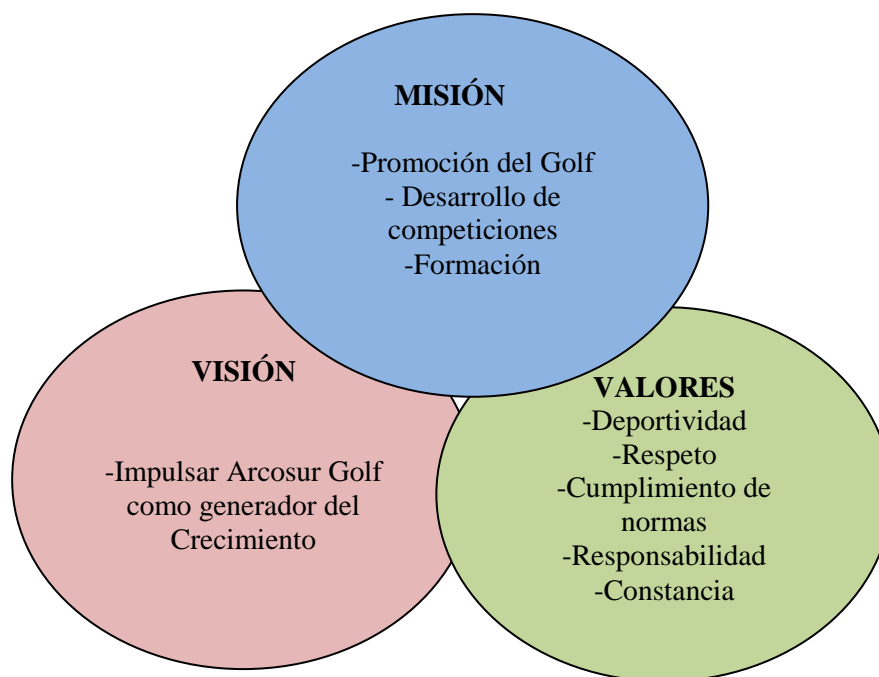 MISIÓN
-Promoción del Golf
- Desarrollo de
competiciones
-Formación
VISIÓN
-Impulsar Arcosur Golf
como generador del
Crecimiento
VALORES
-Deportividad
-Respeto
-Cumplimiento de
normas
-Responsabilidad
-Constancia